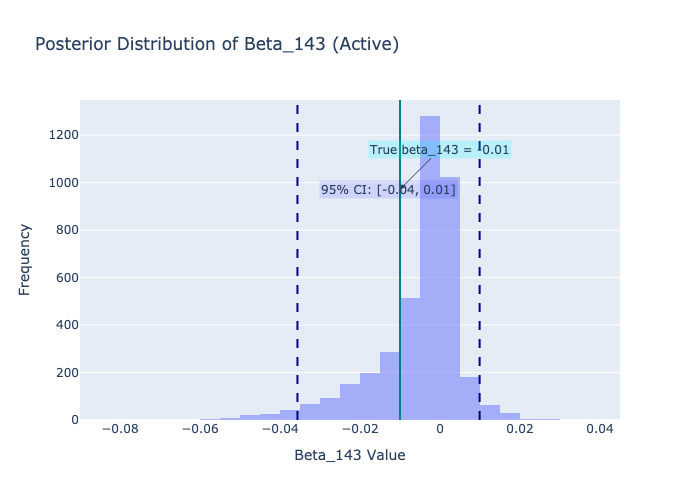 Posterior Distribution of Beta_143 (Active)
1200
1000
800
600
400
200
0
Frequency
True beta_143 = -0.01
95% CI: [-0.04, 0.01]
−0.08 −0.06 −0.04 −0.02 0 0.02 0.04
Beta_143 Value